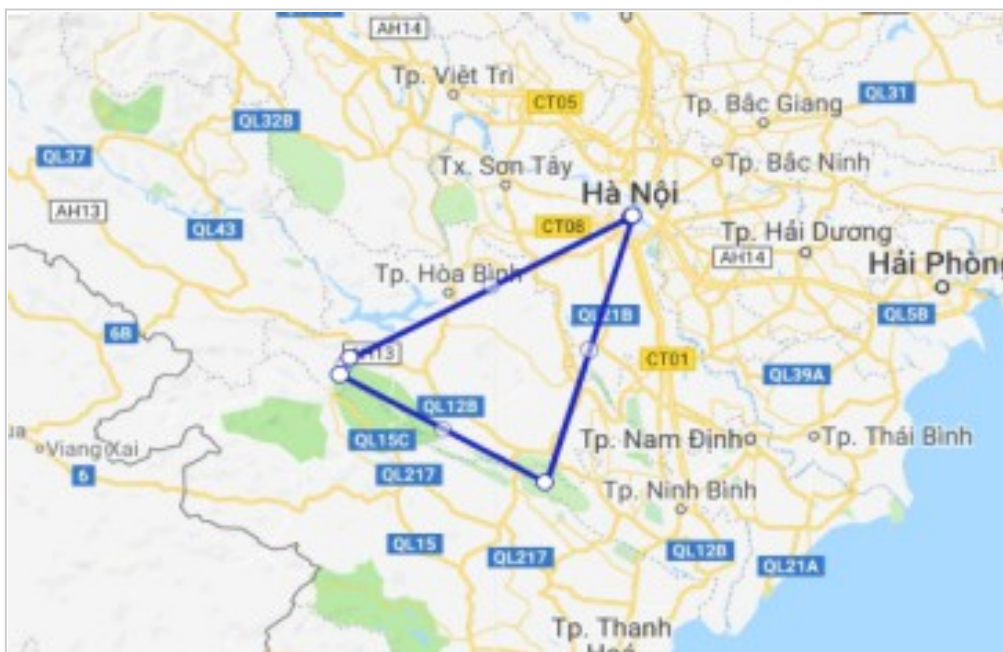 AH14
Tp. Việt Trì
CT05
QL31
Tp. Bắc Giang
QL32B
QL37
Tx. Sơn Tây
Tp. Bắc Ninh
Hà Nội
AH13
QL43
CT08
Tp. Hải Dương
AH14
Hải Phòng
Tp. Hòa Bình
QL21B
QL5B
6B
CT01
QL39A
QL12B
QL15C
Tp. Nam Định
Tp. Thái Bình
Viang Xai
6
QL217
Tp. Ninh Bình
QL15
QL217
QL12B
QL21A
Tp. Thanh